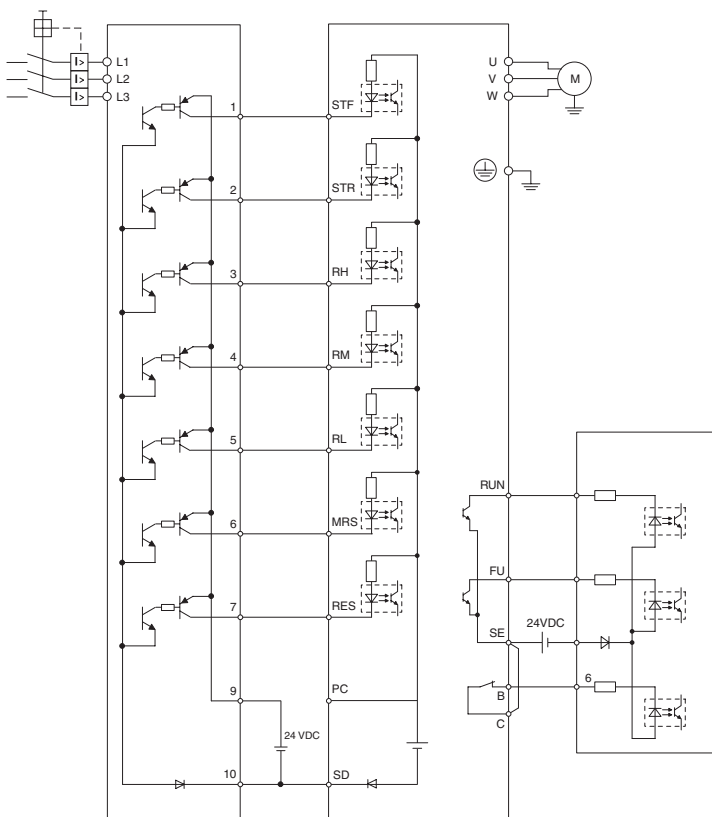 I> L1
I> L2
I> L3
U
V
W
M
1 STF
2 STR
3 RH
4 RM
5 RL
6 MRS
7 RES
RUN
FU
SE 24VDC
9 PC
6
B
C
24 VDC
10 SD